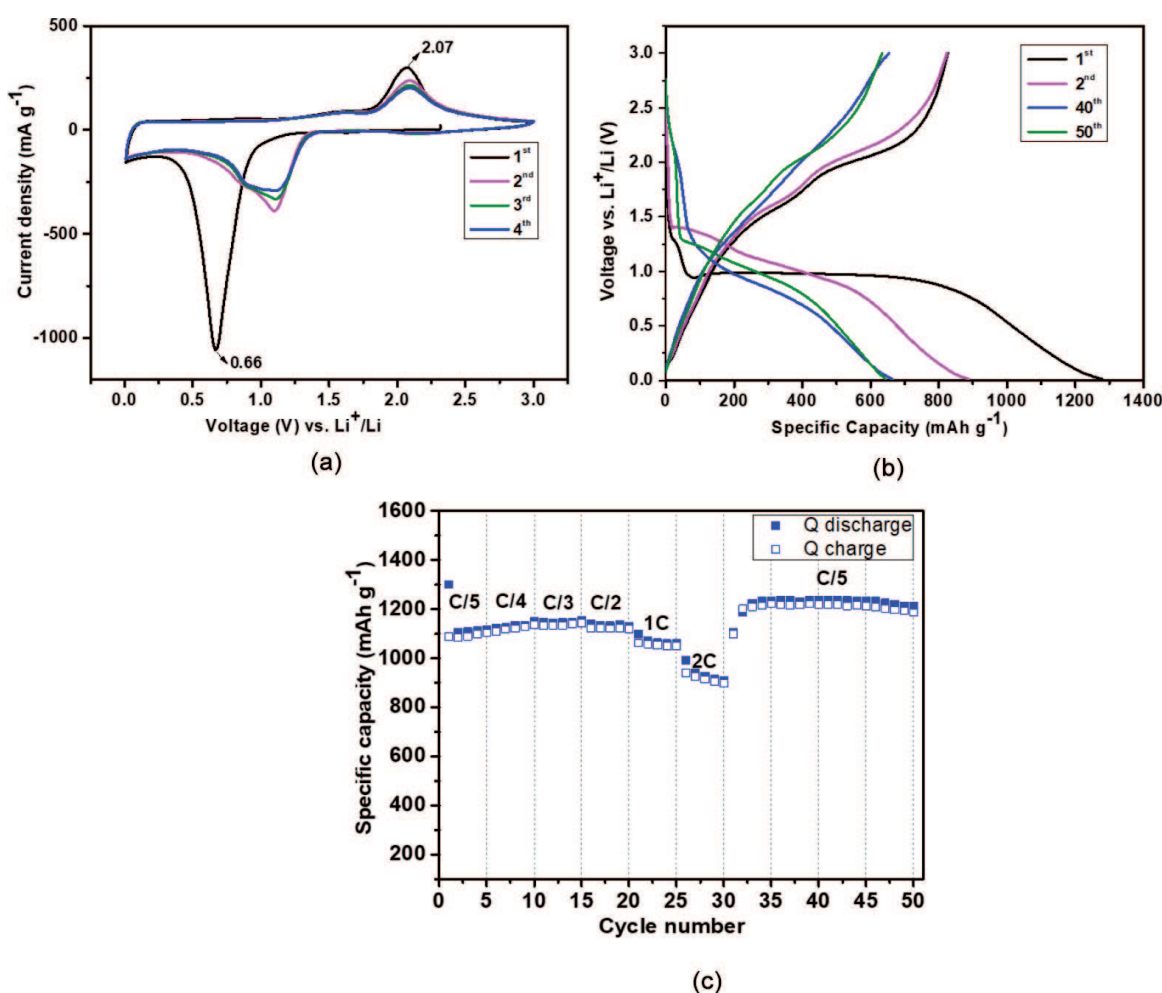 500
0
-500
-1000
Current density (mA g⁻¹)
2.07
0.66
1ˢᵗ
2ⁿᵈ
3ʳᵈ
4ᵗʰ
0.0 0.5 1.0 1.5 2.0 2.5 3.0
Voltage (V) vs. Li⁺/Li
(a)
3.0
2.5
2.0
1.5
1.0
0.5
0.0
Voltage vs. Li⁺/Li (V)
1ˢᵗ
2ⁿᵈ
40ᵗʰ
50ᵗʰ
0 200 400 600 800 1000 1200 1400
Specific Capacity (mAh g⁻¹)
(b)
1600
1400
1200
1000
800
600
400
200
Specific capacity (mAh g⁻¹)
Q discharge
Q charge
C/5 C/4 C/3 C/2 1C 2C C/5
0 5 10 15 20 25 30 35 40 45 50
Cycle number
(c)